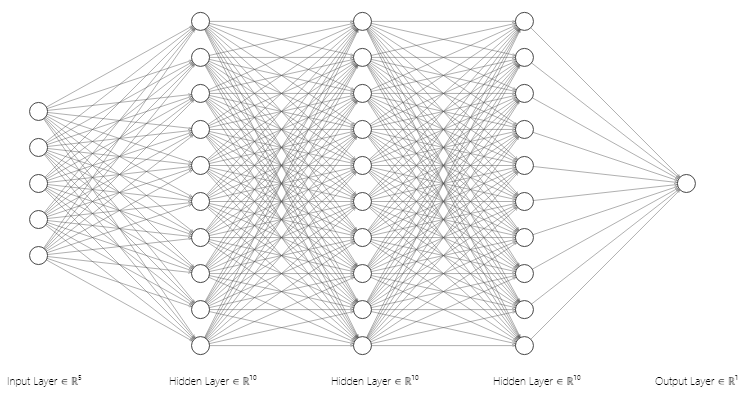 Input Layer ∈ ℝ⁵
Hidden Layer ∈ ℝ¹⁰
Hidden Layer ∈ ℝ¹⁰
Hidden Layer ∈ ℝ¹⁰
Output Layer ∈ ℝ¹